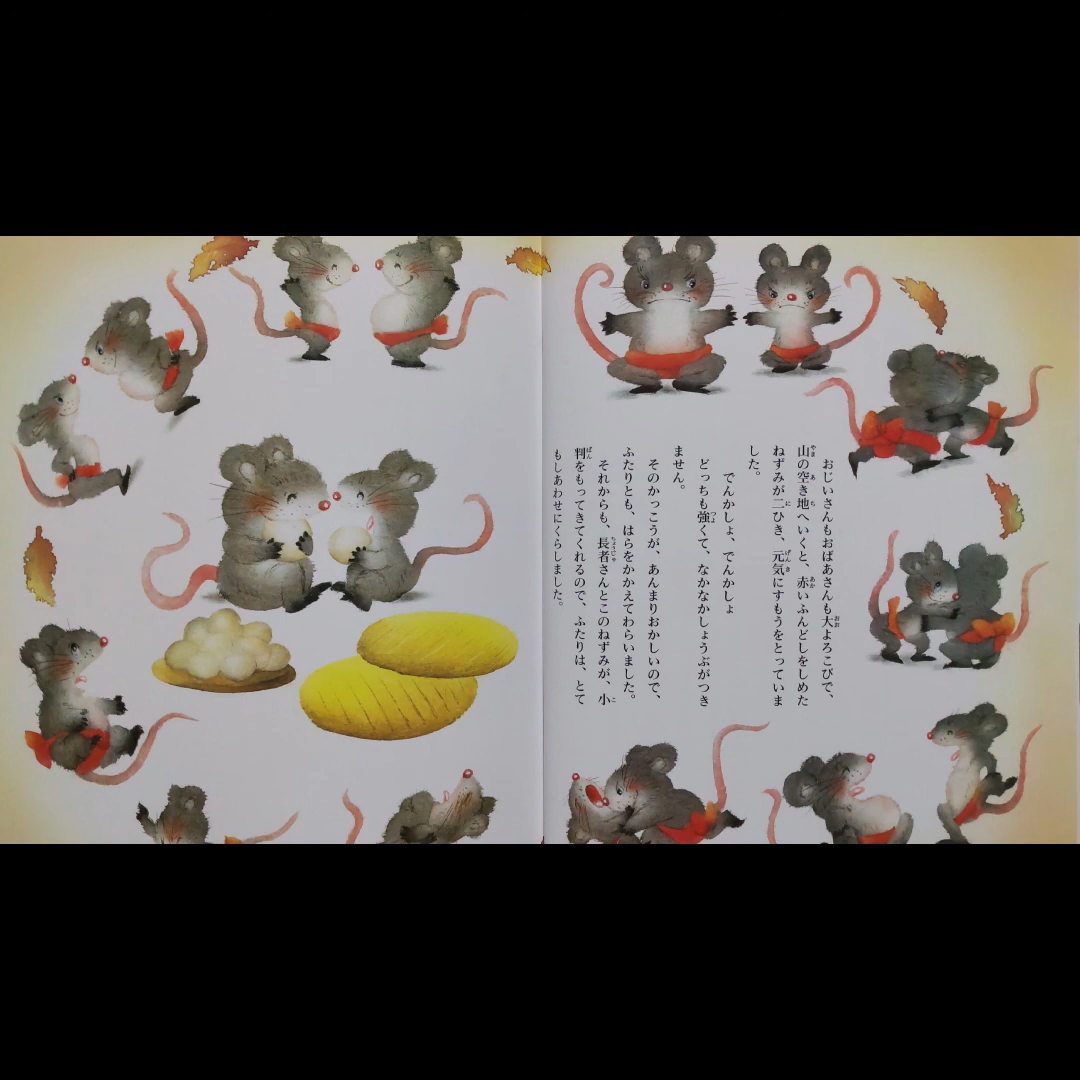 おじいさんもおばあさんも大よろこびで、
山の空き地へいくと、赤いふんどしをしめた
ねずみが二ひき、元気にすもうをとっていま
した。
でんかしょ、でんかしょ
どっちも強くて、なかなかしょうぶがつき
ません。
そのかっこうが、あんまりおかしいので、
ふたりとも、はらをかかえてわらいました。
それからも、長者さんとこのねずみが、小
判をもってきてくれるので、ふたりは、とて
もしあわせにくらしました。